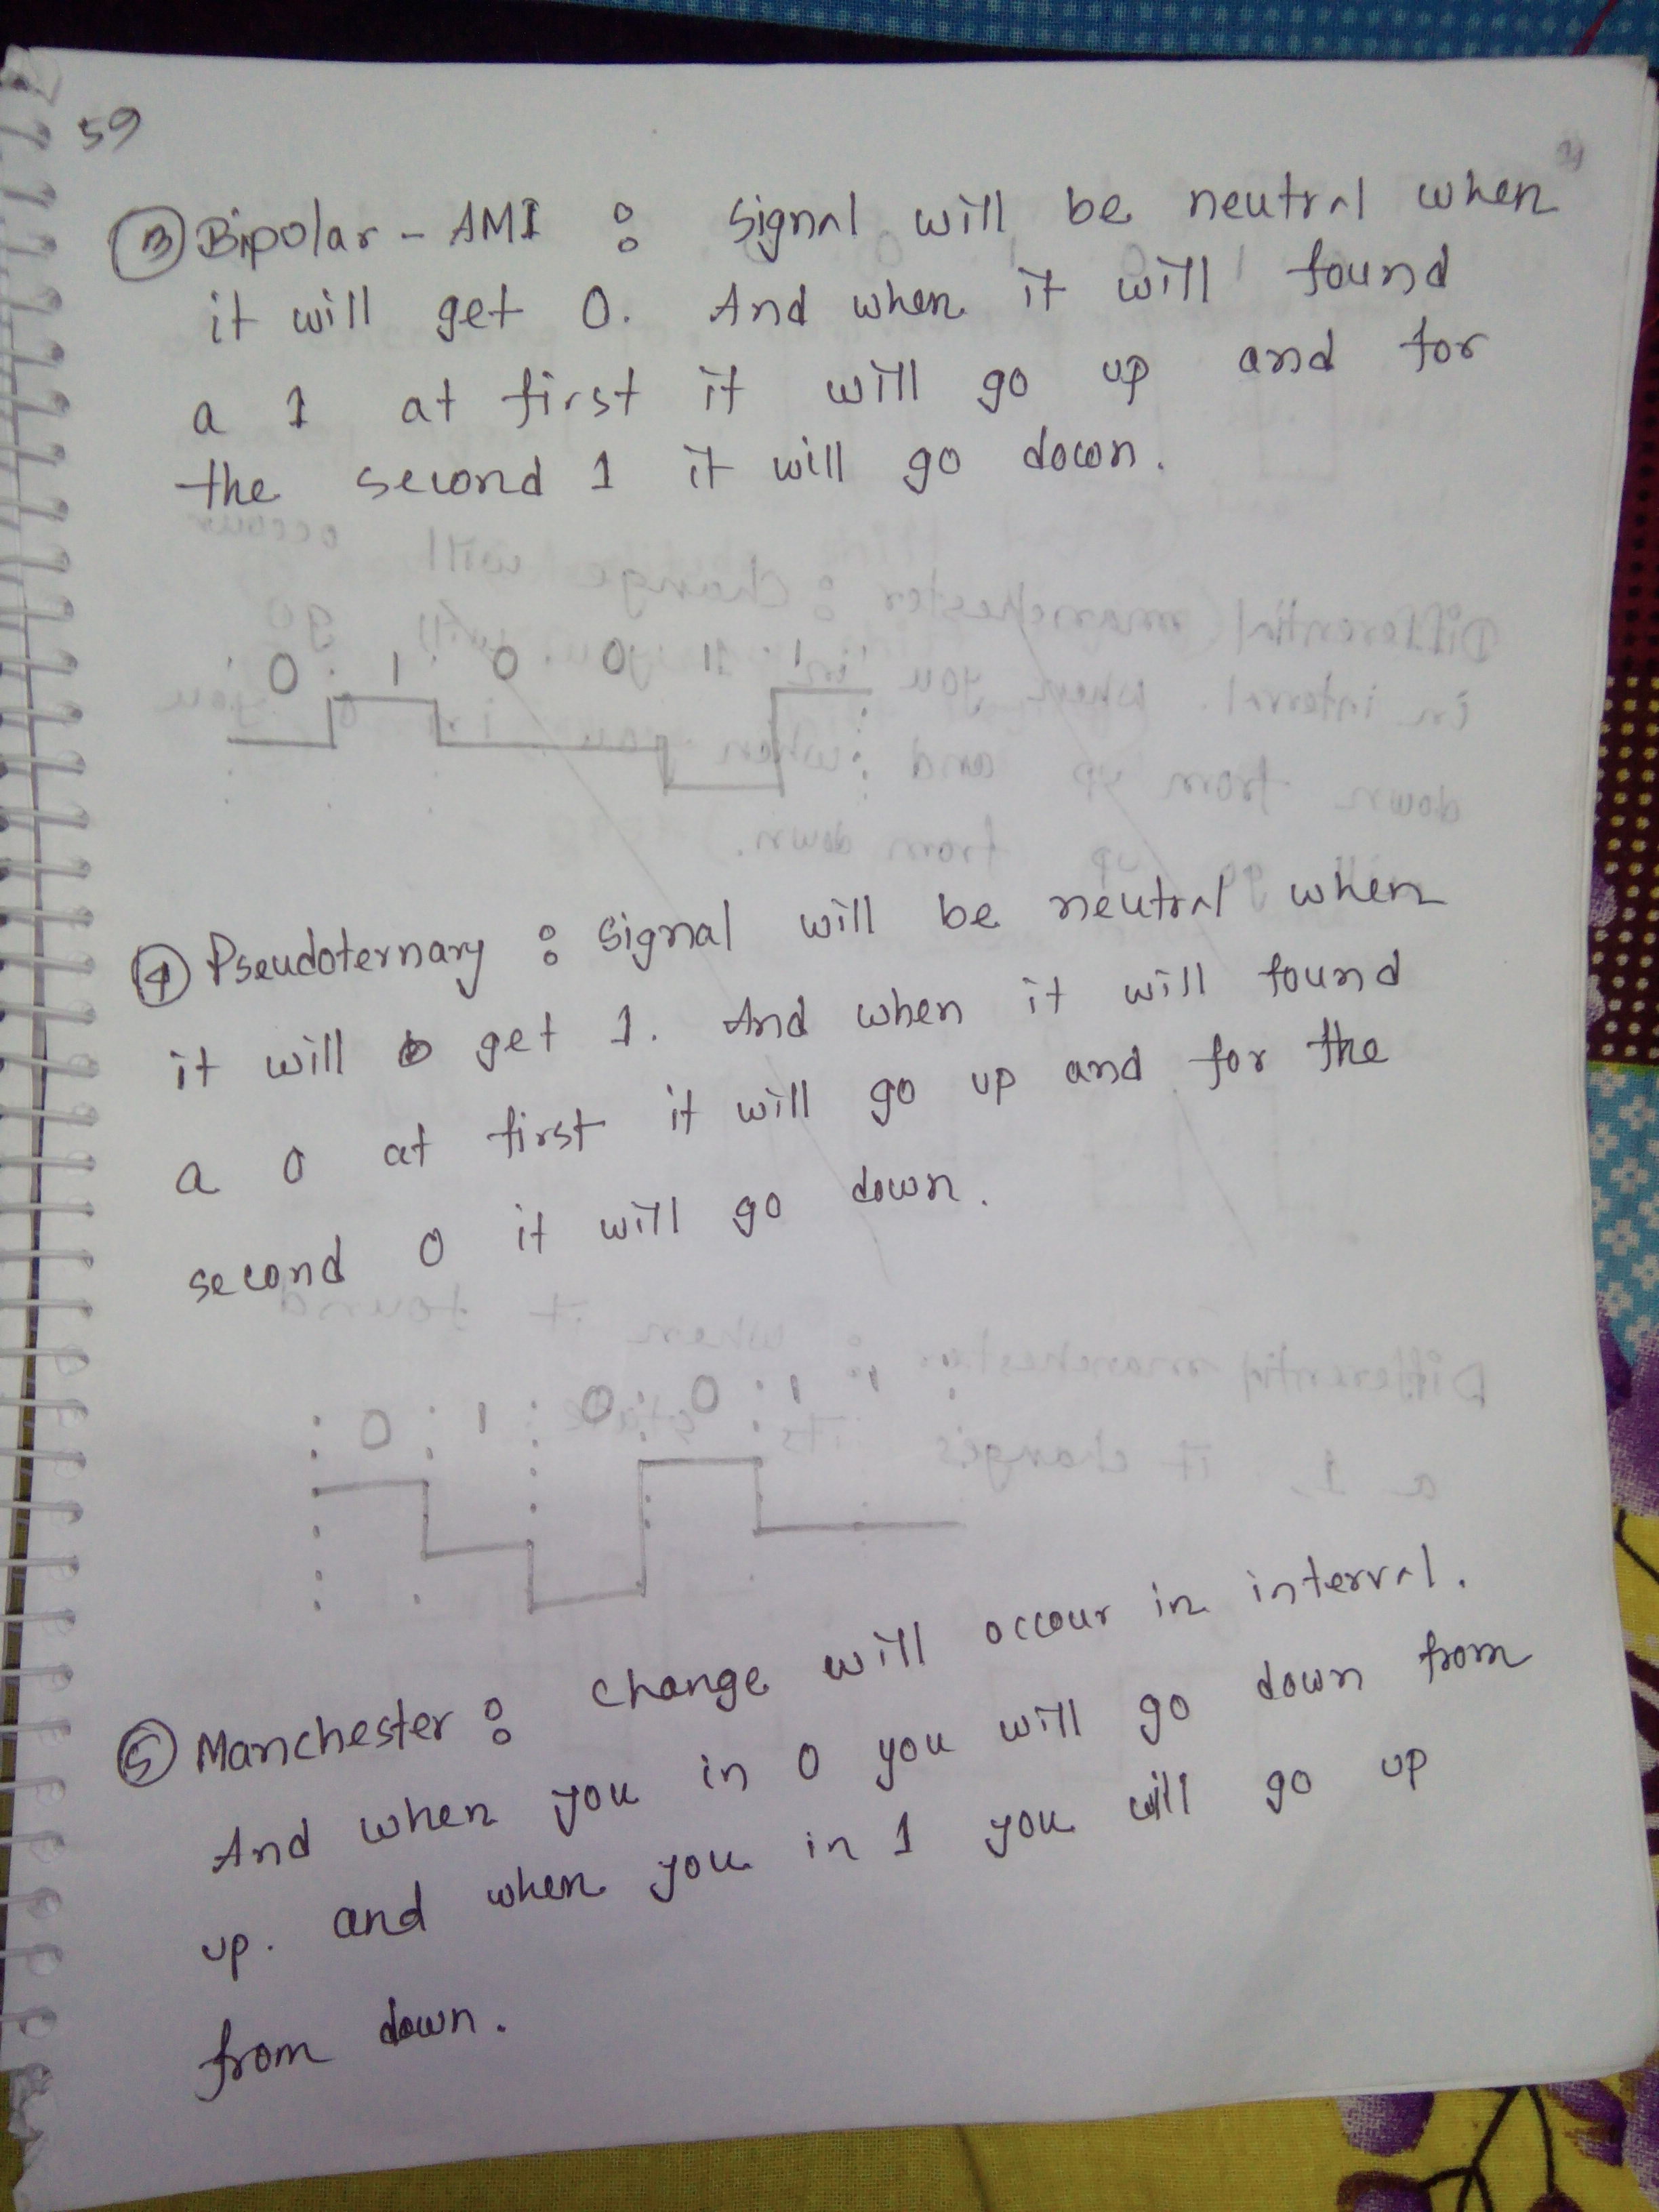 59
③ Bipolar - AMI : Signal will be neutral when
it will get 0. And when it will found
a 1 at first it will go up and for
the second 1 it will go down.
0 1 0 0 1 1
④ Pseudoternary : Signal will be neutral when
it will get 1. And when it will found
a 0 at first it will go up and for the
second 0 it will go down.
0 1 0 0 1 1
⑤ Manchester : change will occour in interval.
And when you in 0 you will go down from
up. and when you in 1 you will go up
from down.